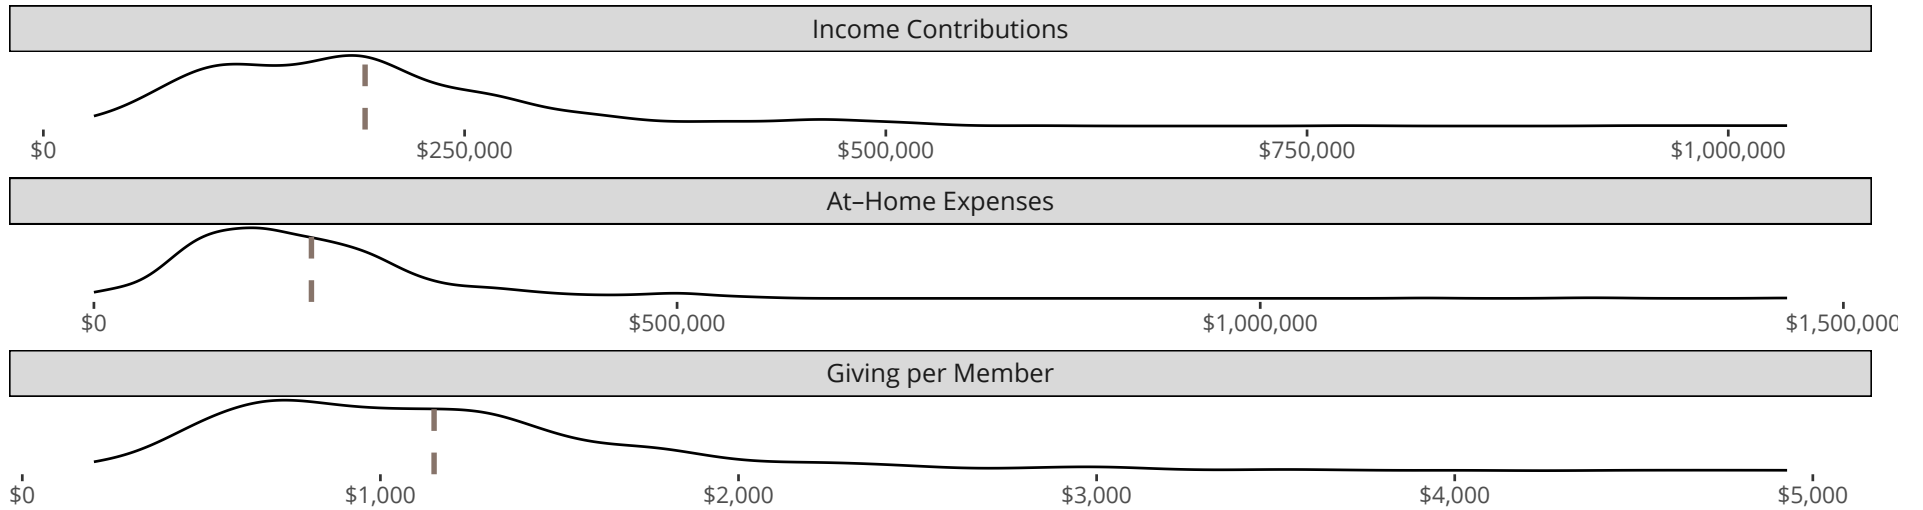 Income Contributions
$0 $250,000 $500,000 $750,000 $1,000,000
At–Home Expenses
$0 $500,000 $1,000,000 $1,500,000
Giving per Member
$0 $1,000 $2,000 $3,000 $4,000 $5,000